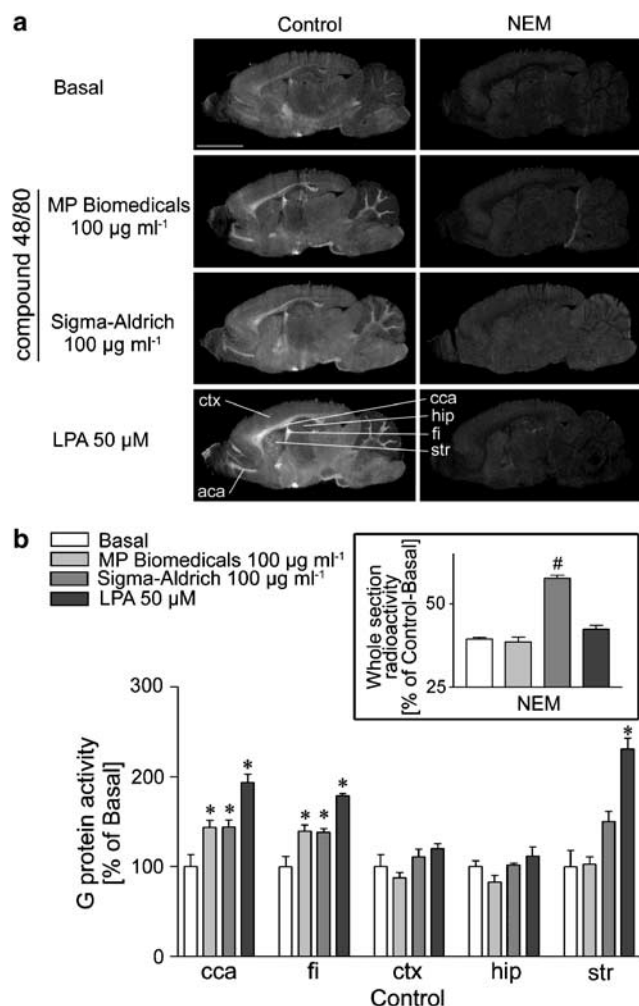 a
Control
NEM
Basal
compound 48/80
MP Biomedicals
100 µg ml-1
Sigma-Aldrich
100 µg ml-1
LPA 50 µM
ctx
aca
cca
hip
fi
str
b
Basal
MP Biomedicals 100 µg ml-1
Sigma-Aldrich 100 µg ml-1
LPA 50 µM
Whole section
radioactivity
[% of Control-Basal]
50
25
#
NEM
G protein activity
[% of Basal]
300
200
100
0
* * *
* * *
*
cca fi ctx hip str
Control